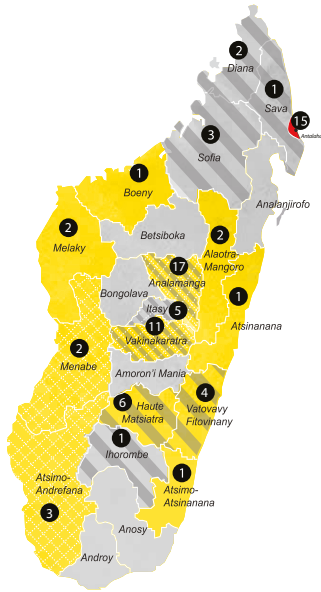 2
Diana
1
Sava
15
Antalaha
3
Sofia
1
Boeny
Analanjirofo
2
Melaky
Betsiboka
2
Alaotra-
Mangoro
17
Analamanga
Bongolava
1
Atsinanana
Itasy
5
11
Vakinakaratra
2
Menabe
Amoron'i Mania
6
Haute
Matsiatra
4
Vatovavy
Fitovinany
1
Ihorombe
1
Atsimo-
Atsinanana
Atsimo-
Andrefana
3
Anosy
Androy